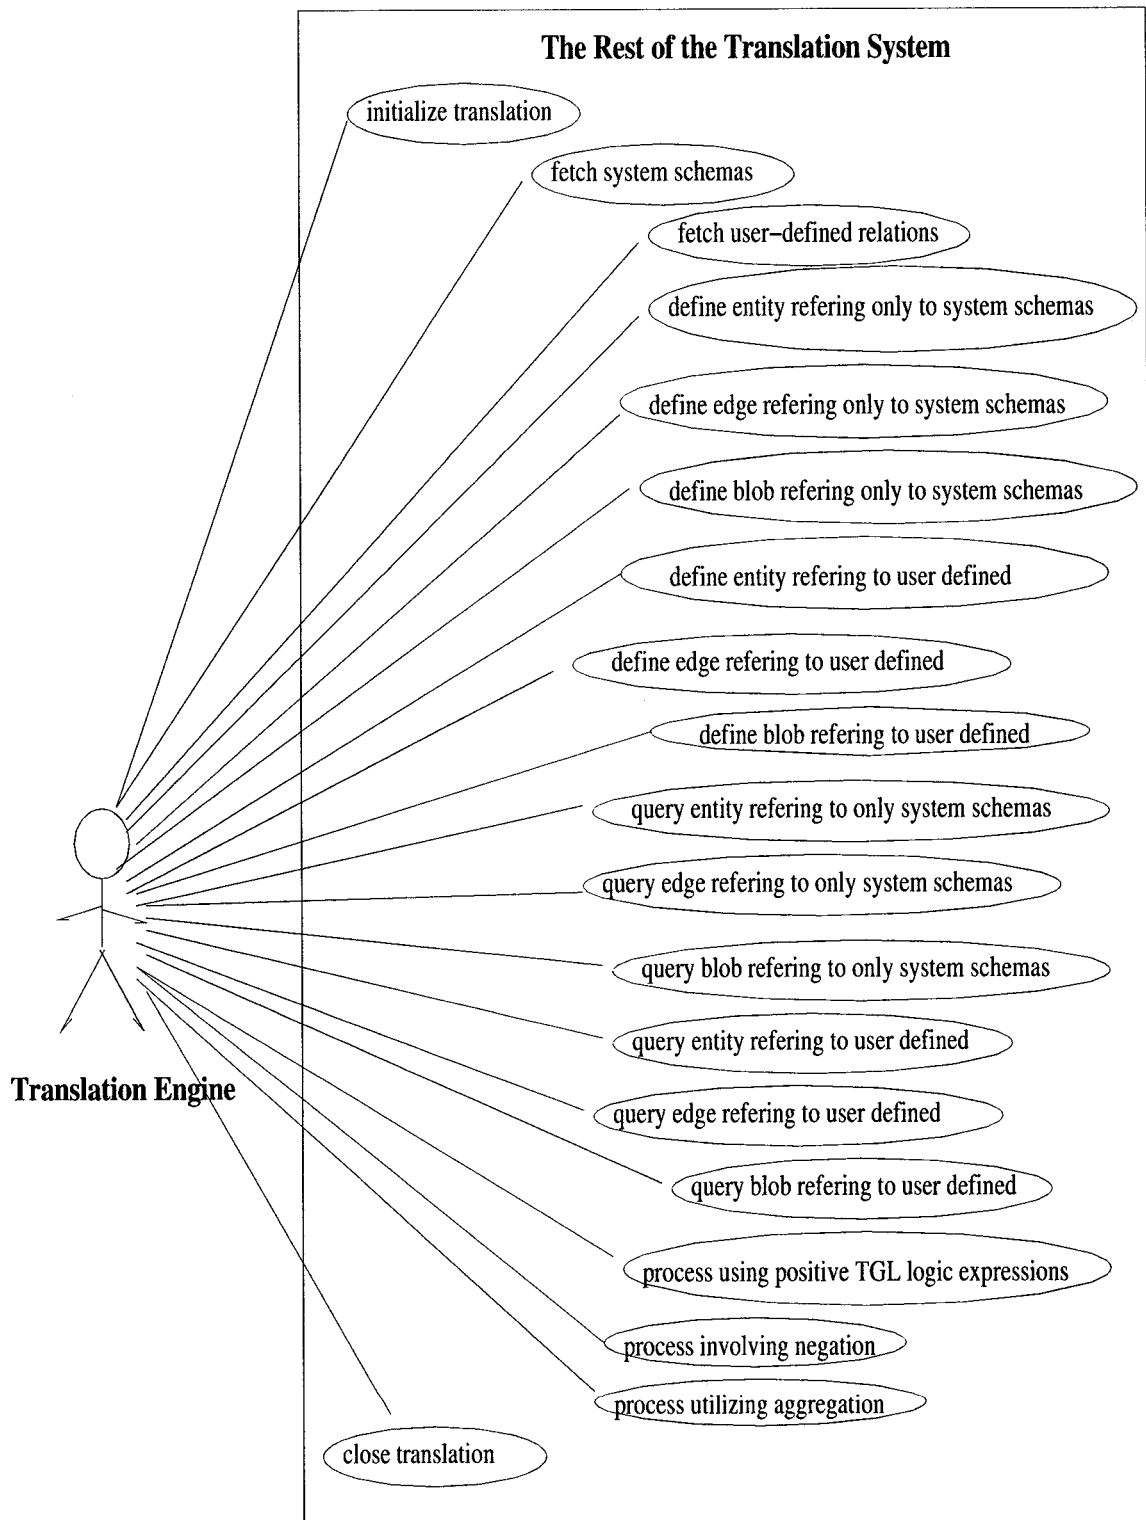 The Rest of the Translation System
initialize translation
fetch system schemas
fetch user–defined relations
define entity refering only to system schemas
define edge refering only to system schemas
define blob refering only to system schemas
define entity refering to user defined
define edge refering to user defined
define blob refering to user defined
query entity refering to only system schemas
query edge refering to only system schemas
query blob refering to only system schemas
query entity refering to user defined
Translation Engine
query edge refering to user defined
query blob refering to user defined
process using positive TGL logic expressions
process involving negation
process utilizing aggregation
close translation